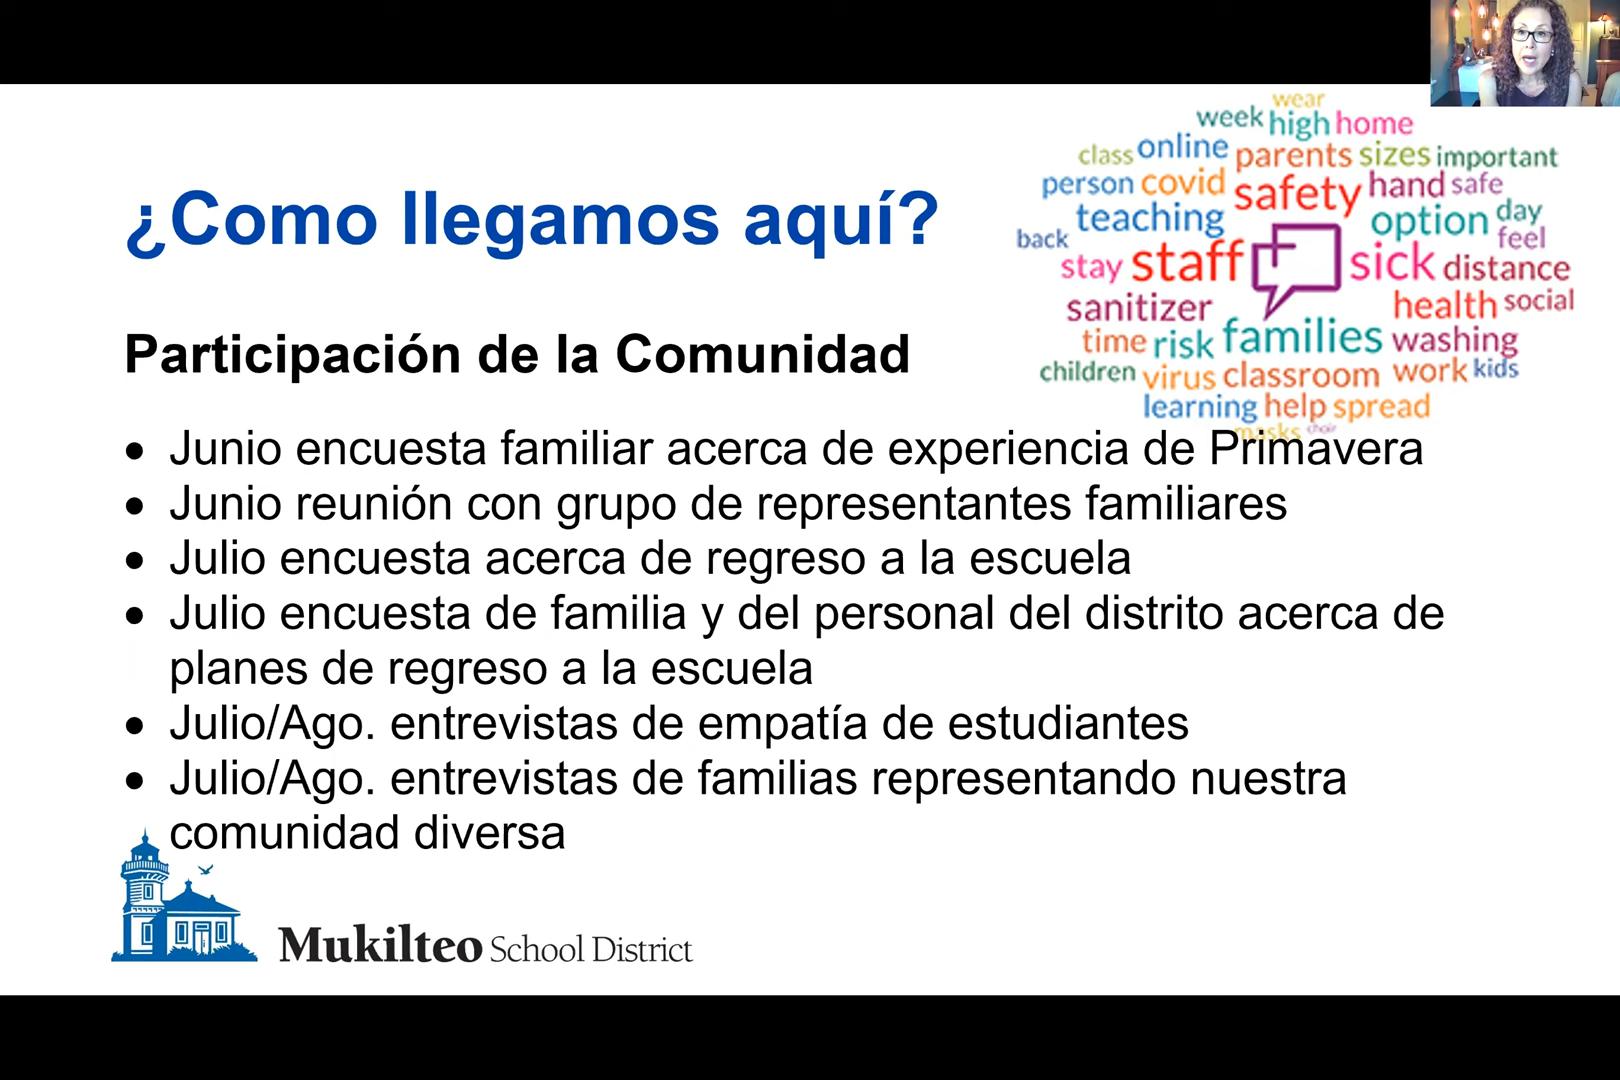 ¿Como llegamos aquí?
Participación de la Comunidad
• Junio encuesta familiar acerca de experiencia de Primavera
• Junio reunión con grupo de representantes familiares
• Julio encuesta acerca de regreso a la escuela
• Julio encuesta de familia y del personal del distrito acerca de
planes de regreso a la escuela
• Julio/Ago. entrevistas de empatía de estudiantes
• Julio/Ago. entrevistas de familias representando nuestra
comunidad diversa
wear
week high home
class online parents sizes important
person covid safety hand safe
teaching option day
back staff sick feel
stay distance
sanitizer health social
time risk families washing
children virus classroom work kids
learning help spread
masks
Mukilteo School District